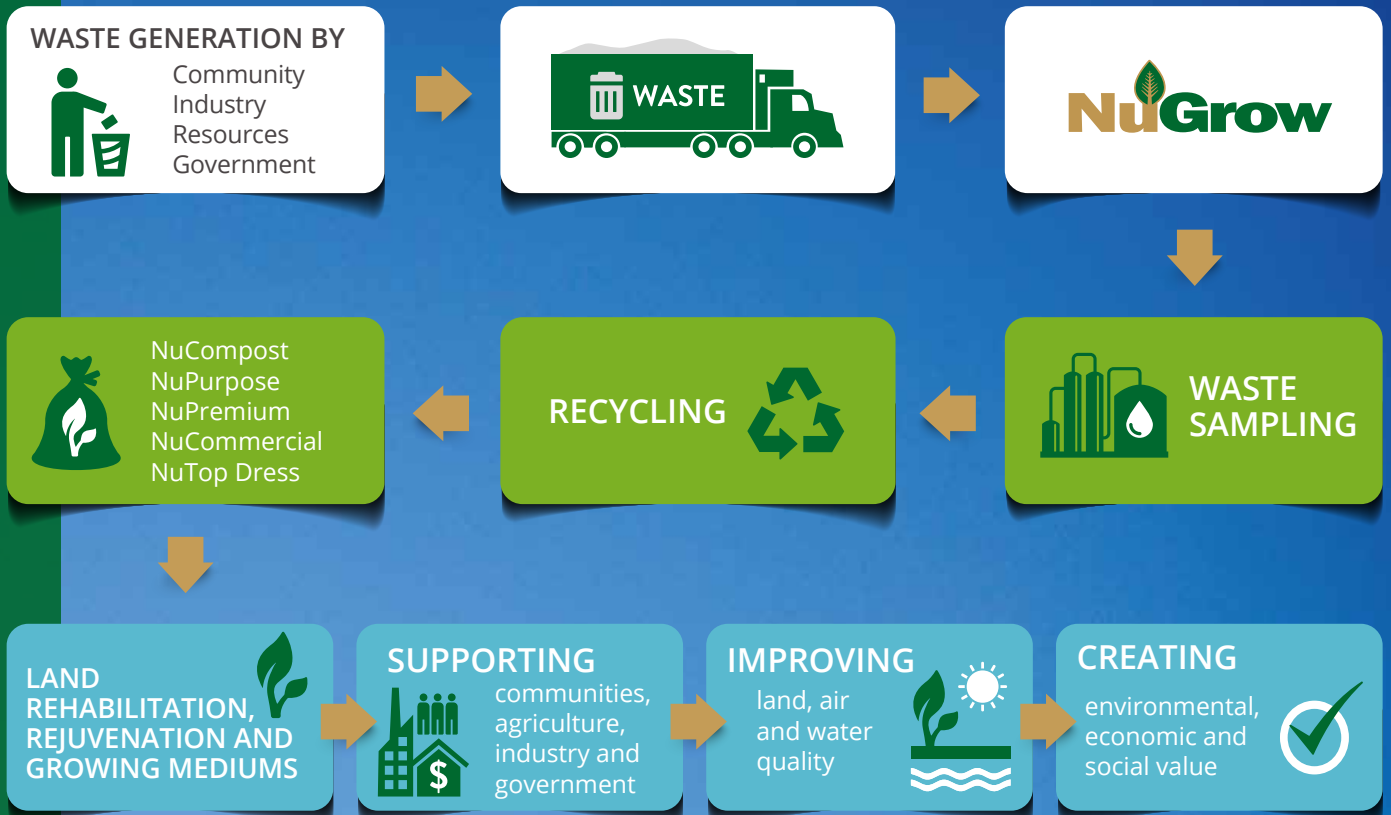 WASTE GENERATION BY
Community
Industry
Resources
Government
WASTE
NuGrow
NuCompost
NuPurpose
NuPremium
NuCommercial
NuTop Dress
RECYCLING
WASTE
SAMPLING
LAND
REHABILITATION,
REJUVENATION AND
GROWING MEDIUMS
SUPPORTING
communities,
agriculture,
industry and
government
$
IMPROVING
land, air
and water
quality
CREATING
environmental,
economic and
social value